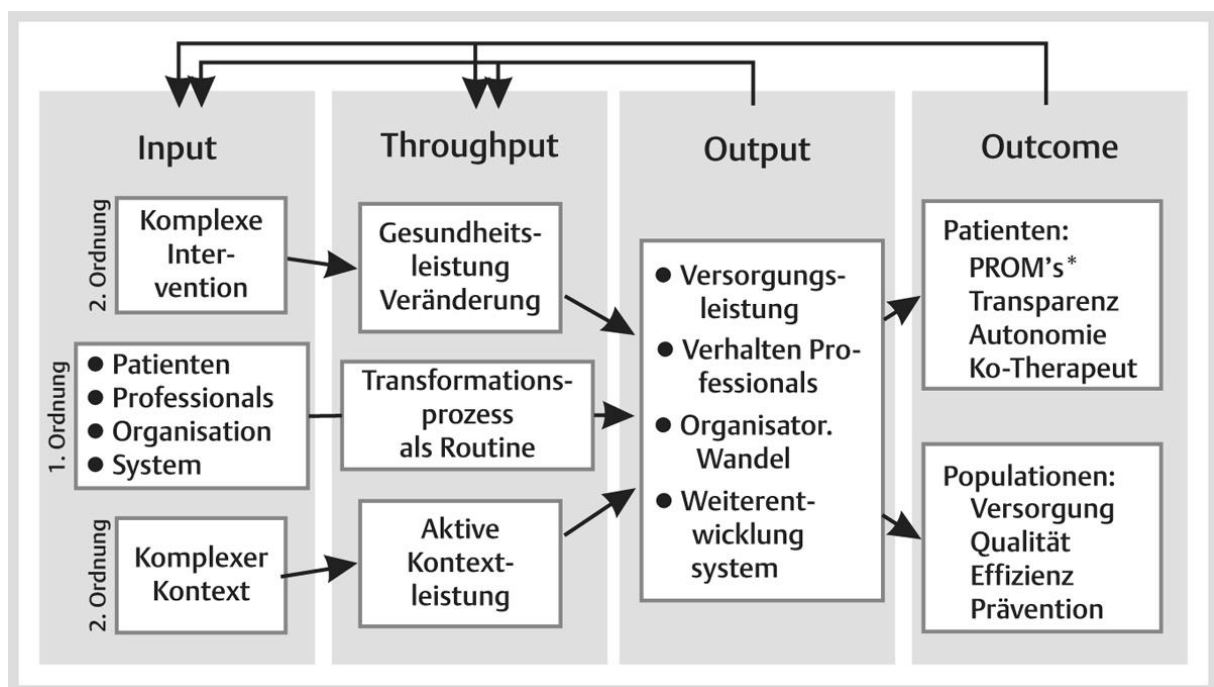 Input
2. Ordnung
Komplexe
Inter-
vention
1. Ordnung
● Patienten
● Professionals
● Organisation
● System
2. Ordnung
Komplexer
Kontext
Throughput
Gesundheits-
leistung
Veränderung
Transformations-
prozess
als Routine
Aktive
Kontext-
leistung
Output
● Versorgungs-
leistung
● Verhalten Pro-
fessionals
● Organisator.
Wandel
● Weiterent-
wicklung
system
Outcome
Patienten:
PROM's*
Transparenz
Autonomie
Ko-Therapeut
Populationen:
Versorgung
Qualität
Effizienz
Prävention